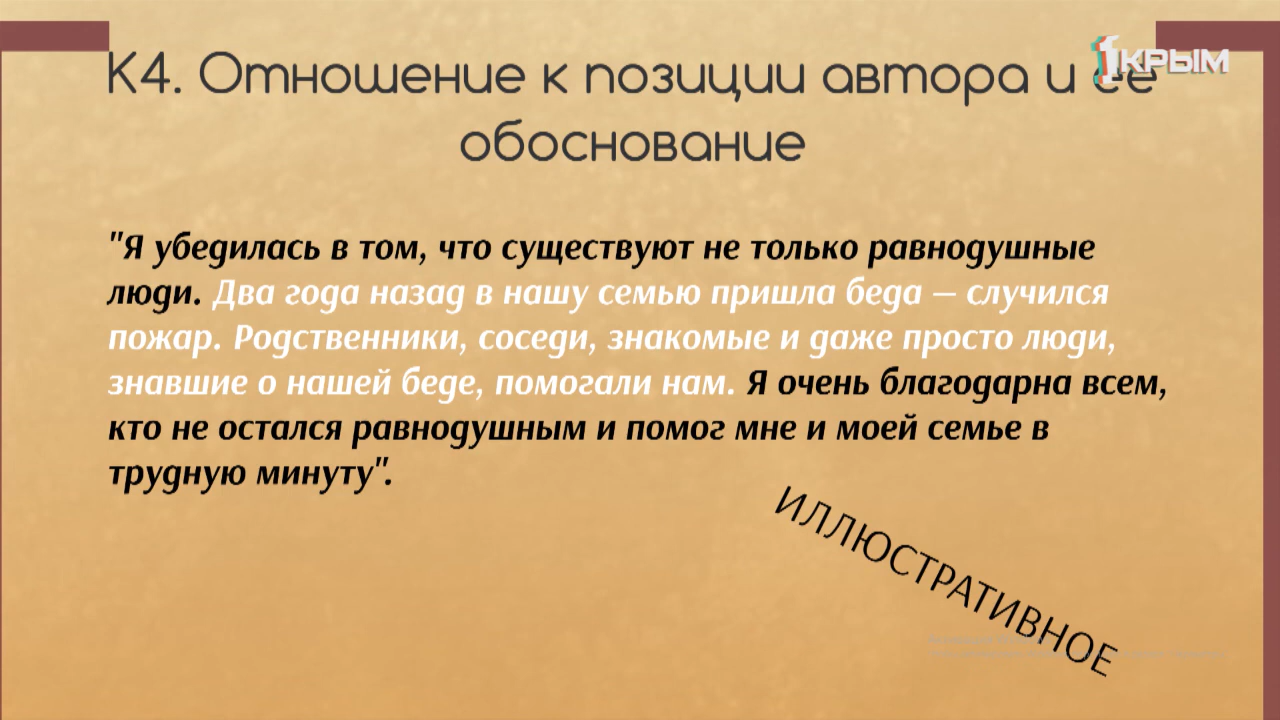 К4. Отношение к позиции автора и ее
обоснование
1КРЫМ
"Я убедилась в том, что существуют не только равнодушные
люди. Два года назад в нашу семью пришла беда – случился
пожар. Родственники, соседи, знакомые и даже просто люди,
знавшие о нашей беде, помогали нам. Я очень благодарна всем,
кто не остался равнодушным и помог мне и моей семье в
трудную минуту".
ИЛЛЮСТРАТИВНОЕ